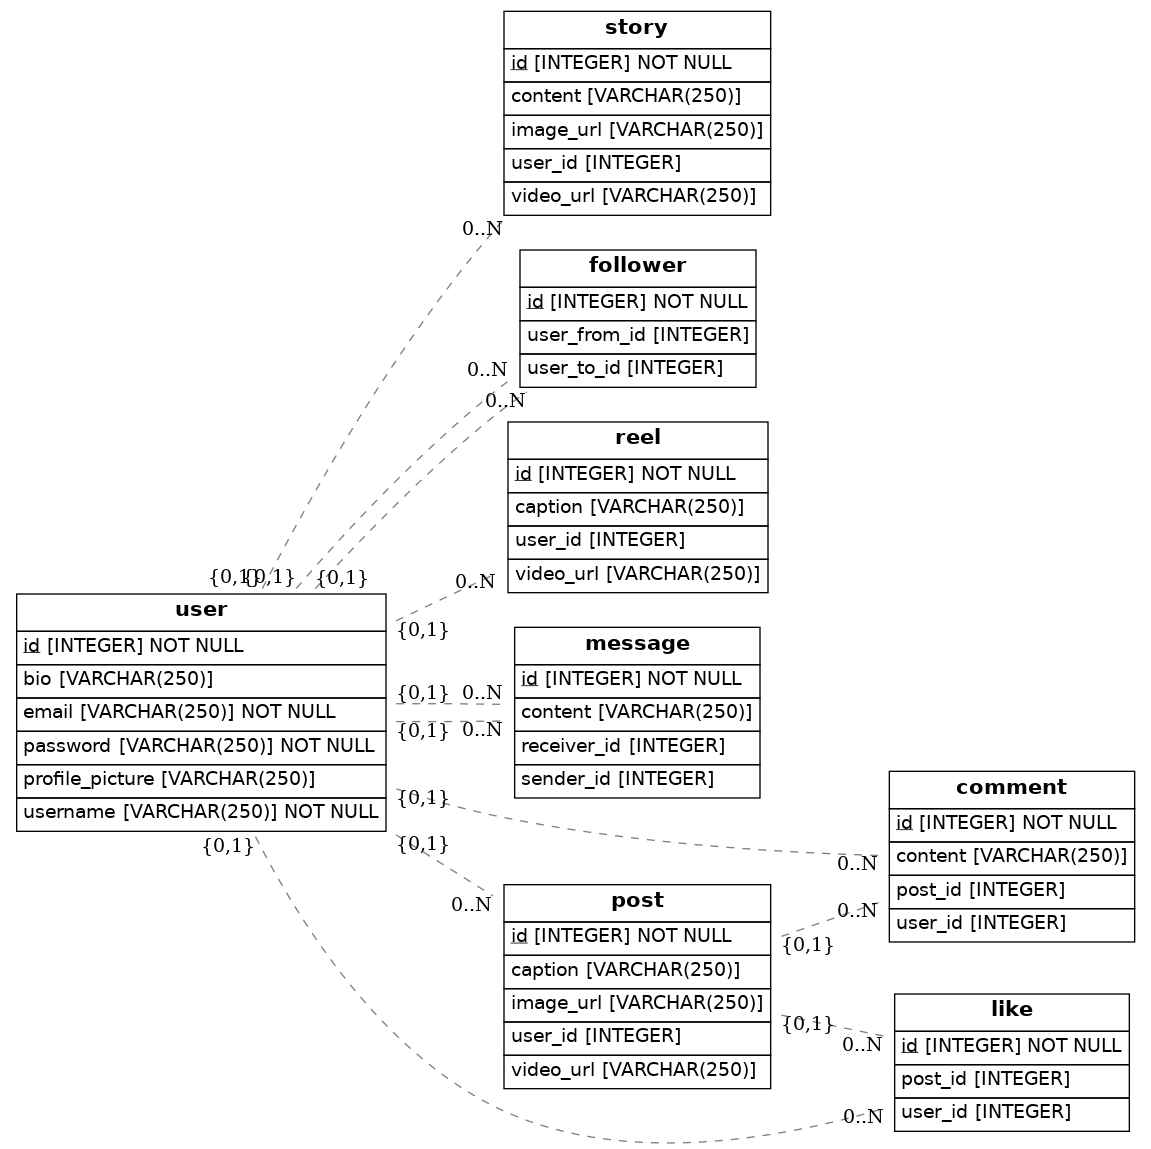 story
id [INTEGER] NOT NULL
content [VARCHAR(250)]
image_url [VARCHAR(250)]
user_id [INTEGER]
video_url [VARCHAR(250)]
0..N
follower
id [INTEGER] NOT NULL
user_from_id [INTEGER]
user_to_id [INTEGER]
0..N
0..N
reel
id [INTEGER] NOT NULL
caption [VARCHAR(250)]
user_id [INTEGER]
video_url [VARCHAR(250)]
0..N
{0,1}
{0,1}
{0,1}
user
id [INTEGER] NOT NULL
bio [VARCHAR(250)]
email [VARCHAR(250)] NOT NULL
password [VARCHAR(250)] NOT NULL
profile_picture [VARCHAR(250)]
username [VARCHAR(250)] NOT NULL
{0,1}
{0,1}
0..N
{0,1}
0..N
{0,1}
{0,1}
{0,1}
message
id [INTEGER] NOT NULL
content [VARCHAR(250)]
receiver_id [INTEGER]
sender_id [INTEGER]
comment
id [INTEGER] NOT NULL
content [VARCHAR(250)]
post_id [INTEGER]
user_id [INTEGER]
0..N
0..N
0..N
post
id [INTEGER] NOT NULL
caption [VARCHAR(250)]
image_url [VARCHAR(250)]
user_id [INTEGER]
video_url [VARCHAR(250)]
{0,1}
{0,1}
0..N
0..N
like
id [INTEGER] NOT NULL
post_id [INTEGER]
user_id [INTEGER]